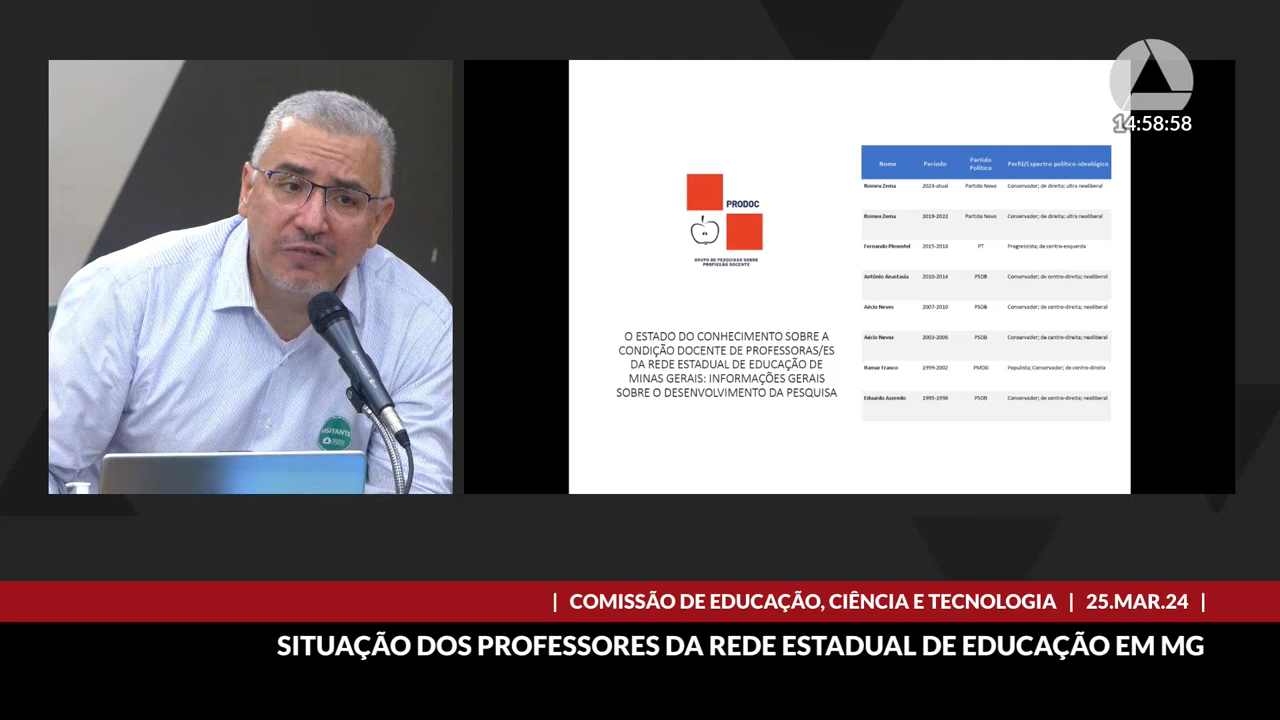 14:58:58
PRODOC
GRUPO DE PESQUISAS SOBRE
PROFISSÃO DOCENTE
O ESTADO DO CONHECIMENTO SOBRE A
CONDIÇÃO DOCENTE DE PROFESSORAS/ES
DA REDE ESTADUAL DE EDUCAÇÃO DE
MINAS GERAIS: INFORMAÇÕES GERAIS
SOBRE O DESENVOLVIMENTO DA PESQUISA
Nome Período Partido Político Perfil/Espectro político-ideológico
Romeu Zema 2023-atual Partido Novo Conservador; de direita; ultra neoliberal
Romeu Zema 2019-2022 Partido Novo Conservador; de direita; ultra neoliberal
Fernando Pimentel 2015-2018 PT Progressista; de centro-esquerda
Antônio Anastasia 2010-2014 PSDB Conservador; de centro-direita; neoliberal
Aécio Neves 2007-2010 PSDB Conservador; de centro-direita; neoliberal
Aécio Neves 2003-2006 PSDB Conservador; de centro-direita; neoliberal
Itamar Franco 1999-2002 PMDB Populista; Conservador; de centro-direita
Eduardo Azeredo 1995-1998 PSDB Conservador; de centro-direita; neoliberal
VISITANTE
| COMISSÃO DE EDUCAÇÃO, CIÊNCIA E TECNOLOGIA | 25.MAR.24 |
SITUAÇÃO DOS PROFESSORES DA REDE ESTADUAL DE EDUCAÇÃO EM MG